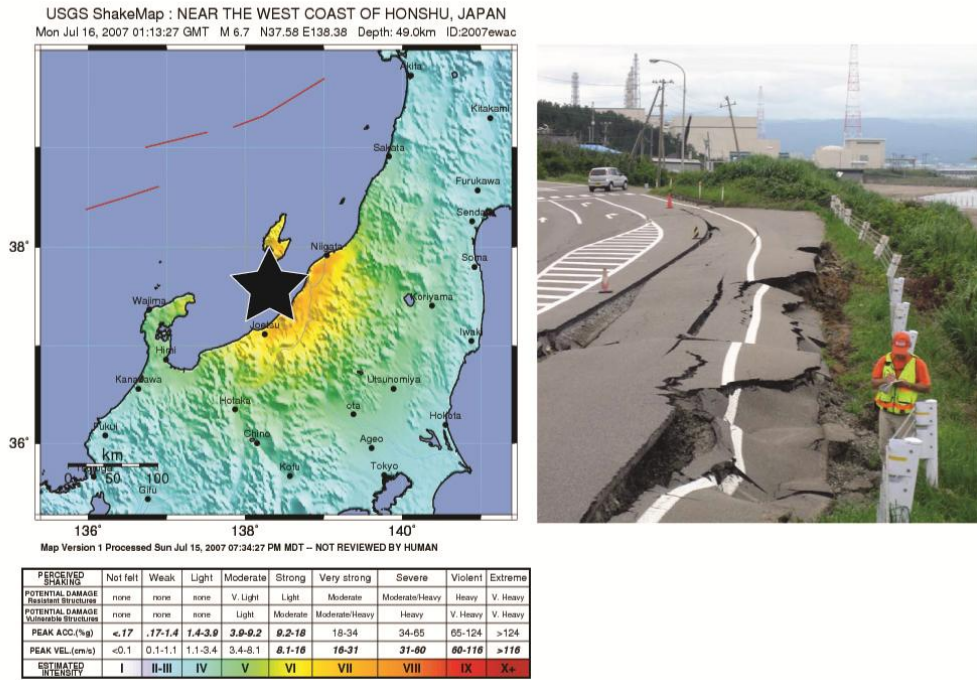 USGS ShakeMap : NEAR THE WEST COAST OF HONSHU, JAPAN
Mon Jul 16, 2007 01:13:27 GMT M 6.7 N37.58 E138.38 Depth: 49.0km ID:2007ewac
Akita
Kitakami
Sakata
Furukawa
Sendai
38˚
Niigata
Soma
Wajima
Koriyama
Joetsu
Iwaki
Himi
Kanazawa
Utsunomiya
Hotaka
ota
Hokota
36˚
Fukui
Chino
Ageo
km
Kofu
Tokyo
0 50 100
Gifu
136˚ 138˚ 140˚
Map Version 1 Processed Sun Jul 15, 2007 07:34:27 PM MDT -- NOT REVIEWED BY HUMAN
PERCEIVED SHAKING Not felt Weak Light Moderate Strong Very strong Severe Violent Extreme
POTENTIAL DAMAGE Resistant Structures none none none V. Light Light Moderate Moderate/Heavy Heavy V. Heavy
POTENTIAL DAMAGE Vulnerable Structures none none none Light Moderate Moderate/Heavy Heavy V. Heavy V. Heavy
PEAK ACC.(%g) <.17 .17-1.4 1.4-3.9 3.9-9.2 9.2-18 18-34 34-65 65-124 >124
PEAK VEL.(cm/s) <0.1 0.1-1.1 1.1-3.4 3.4-8.1 8.1-16 16-31 31-60 60-116 >116
ESTIMATED INTENSITY I II-III IV V VI VII VIII IX X+